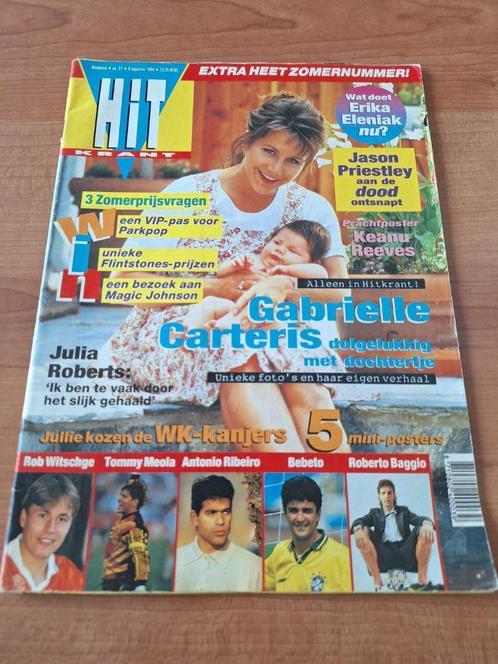 EXTRA HEET ZOMERNUMMER!
HiT
KRANT
Wat doet
Erika
Eleniak
nu?
Jason
Priestley
aan de
dood
ontsnapt
Prachtposter
Keanu
Reeves
3 Zomerprijsvragen
Win
een VIP-pas voor
Parkpop
unieke
Flintstones-prijzen
een bezoek aan
Magic Johnson
Alleen in Hitkrant!
Gabrielle
Carteris dolgelukkig
met dochtertje
Unieke foto's en haar eigen verhaal
Julia
Roberts:
'Ik ben te vaak door
het slijk gehaald'
Jullie kozen de WK-kanjers 5 mini-posters
Rob Witschge
Tommy Meola
Antonio Ribeiro
Bebeto
Roberto Baggio